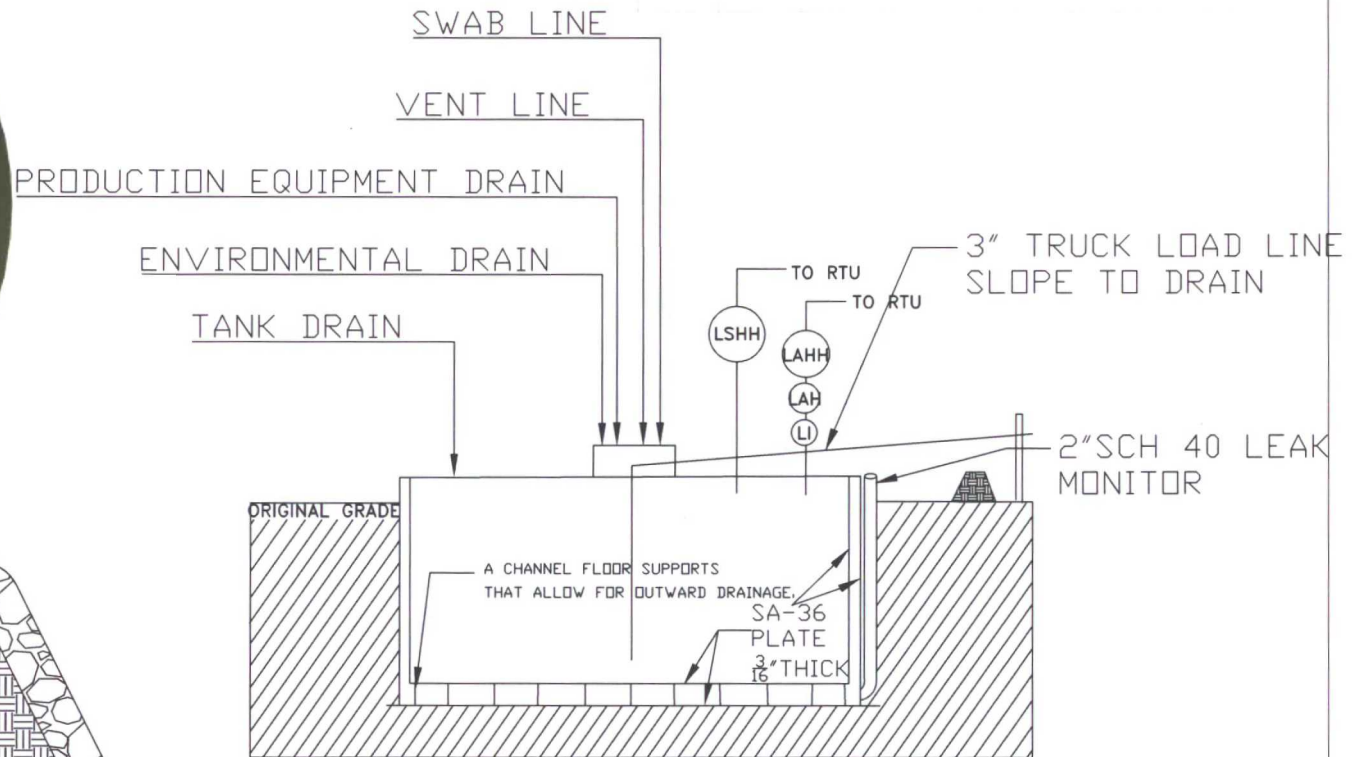 SWAB LINE
VENT LINE
PRODUCTION EQUIPMENT DRAIN
ENVIRONMENTAL DRAIN
TANK DRAIN
TO RTU
TO RTU
3" TRUCK LOAD LINE
SLOPE TO DRAIN
LSHH
LAHH
LAH
LI
2"SCH 40 LEAK
MONITOR
ORIGINAL GRADE
A CHANNEL FLOOR SUPPORTS
THAT ALLOW FOR OUTWARD DRAINAGE.
SA-36
PLATE
3/16"THICK